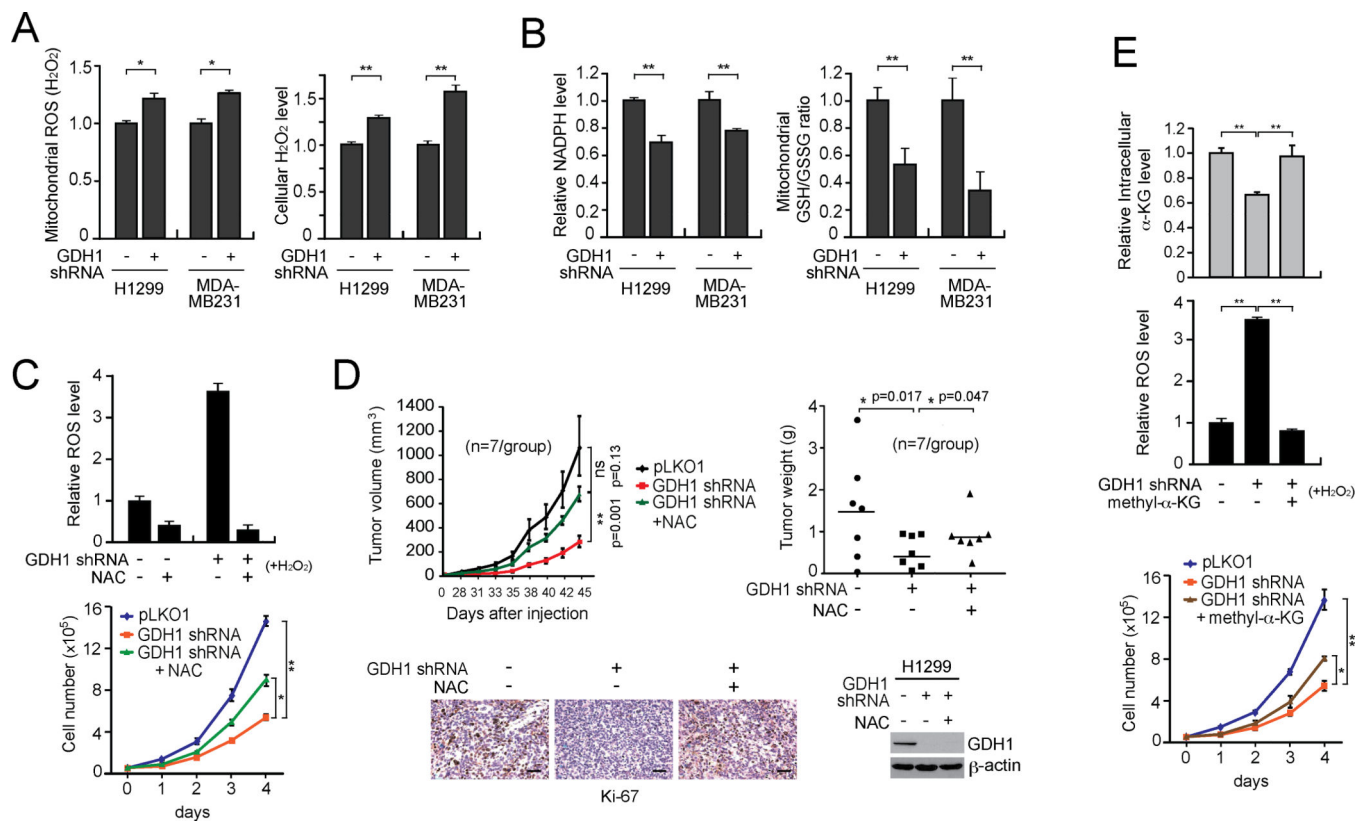 A
Mitochondrial ROS (H₂O₂)
1.5
1
0.5
0
*
*
GDH1 shRNA
- + - +
H1299
MDA-MB231
Cellular H₂O₂ level
1.5
1.0
0.5
0
**
**
GDH1 shRNA
- + - +
H1299
MDA-MB231
B
Relative NADPH level
1.2
1.0
0.8
0.6
0.4
0.2
0
**
**
GDH1 shRNA
- + - +
H1299
MDA-MB231
Mitochondrial GSH/GSSG ratio
1.2
1.0
0.8
0.6
0.4
0.2
0
**
**
GDH1 shRNA
- + - +
H1299
MDA-MB231
C
Relative ROS level
4
3
2
1
0
GDH1 shRNA - - + +
NAC - + - +
(+H₂O₂)
Cell number (x10⁵)
16
12
8
4
0
pLKO1
GDH1 shRNA
GDH1 shRNA
+ NAC
**
*
0 1 2 3 4
days
D
Tumor volume (mm³)
1400
1200
1000
800
600
400
200
0
(n=7/group)
pLKO1
GDH1 shRNA
GDH1 shRNA
+NAC
ns
p=0.13
**
p=0.001
0 28 31 33 35 38 40 42 45
Days after injection
Tumor weight (g)
4
3
2
1
0
* p=0.017
* p=0.047
(n=7/group)
GDH1 shRNA - + +
NAC - - +
GDH1 shRNA - + +
NAC - - +
Ki-67
H1299
GDH1 shRNA - + +
NAC - - +
GDH1
β-actin
E
Relative Intracellular α-KG level
1.2
1.0
0.8
0.6
0.4
1.0
0
** **
Relative ROS level
4
3
2
1
0
** **
GDH1 shRNA - + +
methyl-α-KG - - +
(+H₂O₂)
Cell number (x10⁵)
16
12
8
4
0
pLKO1
GDH1 shRNA
GDH1 shRNA
+ methyl-α-KG
**
*
0 1 2 3 4
days